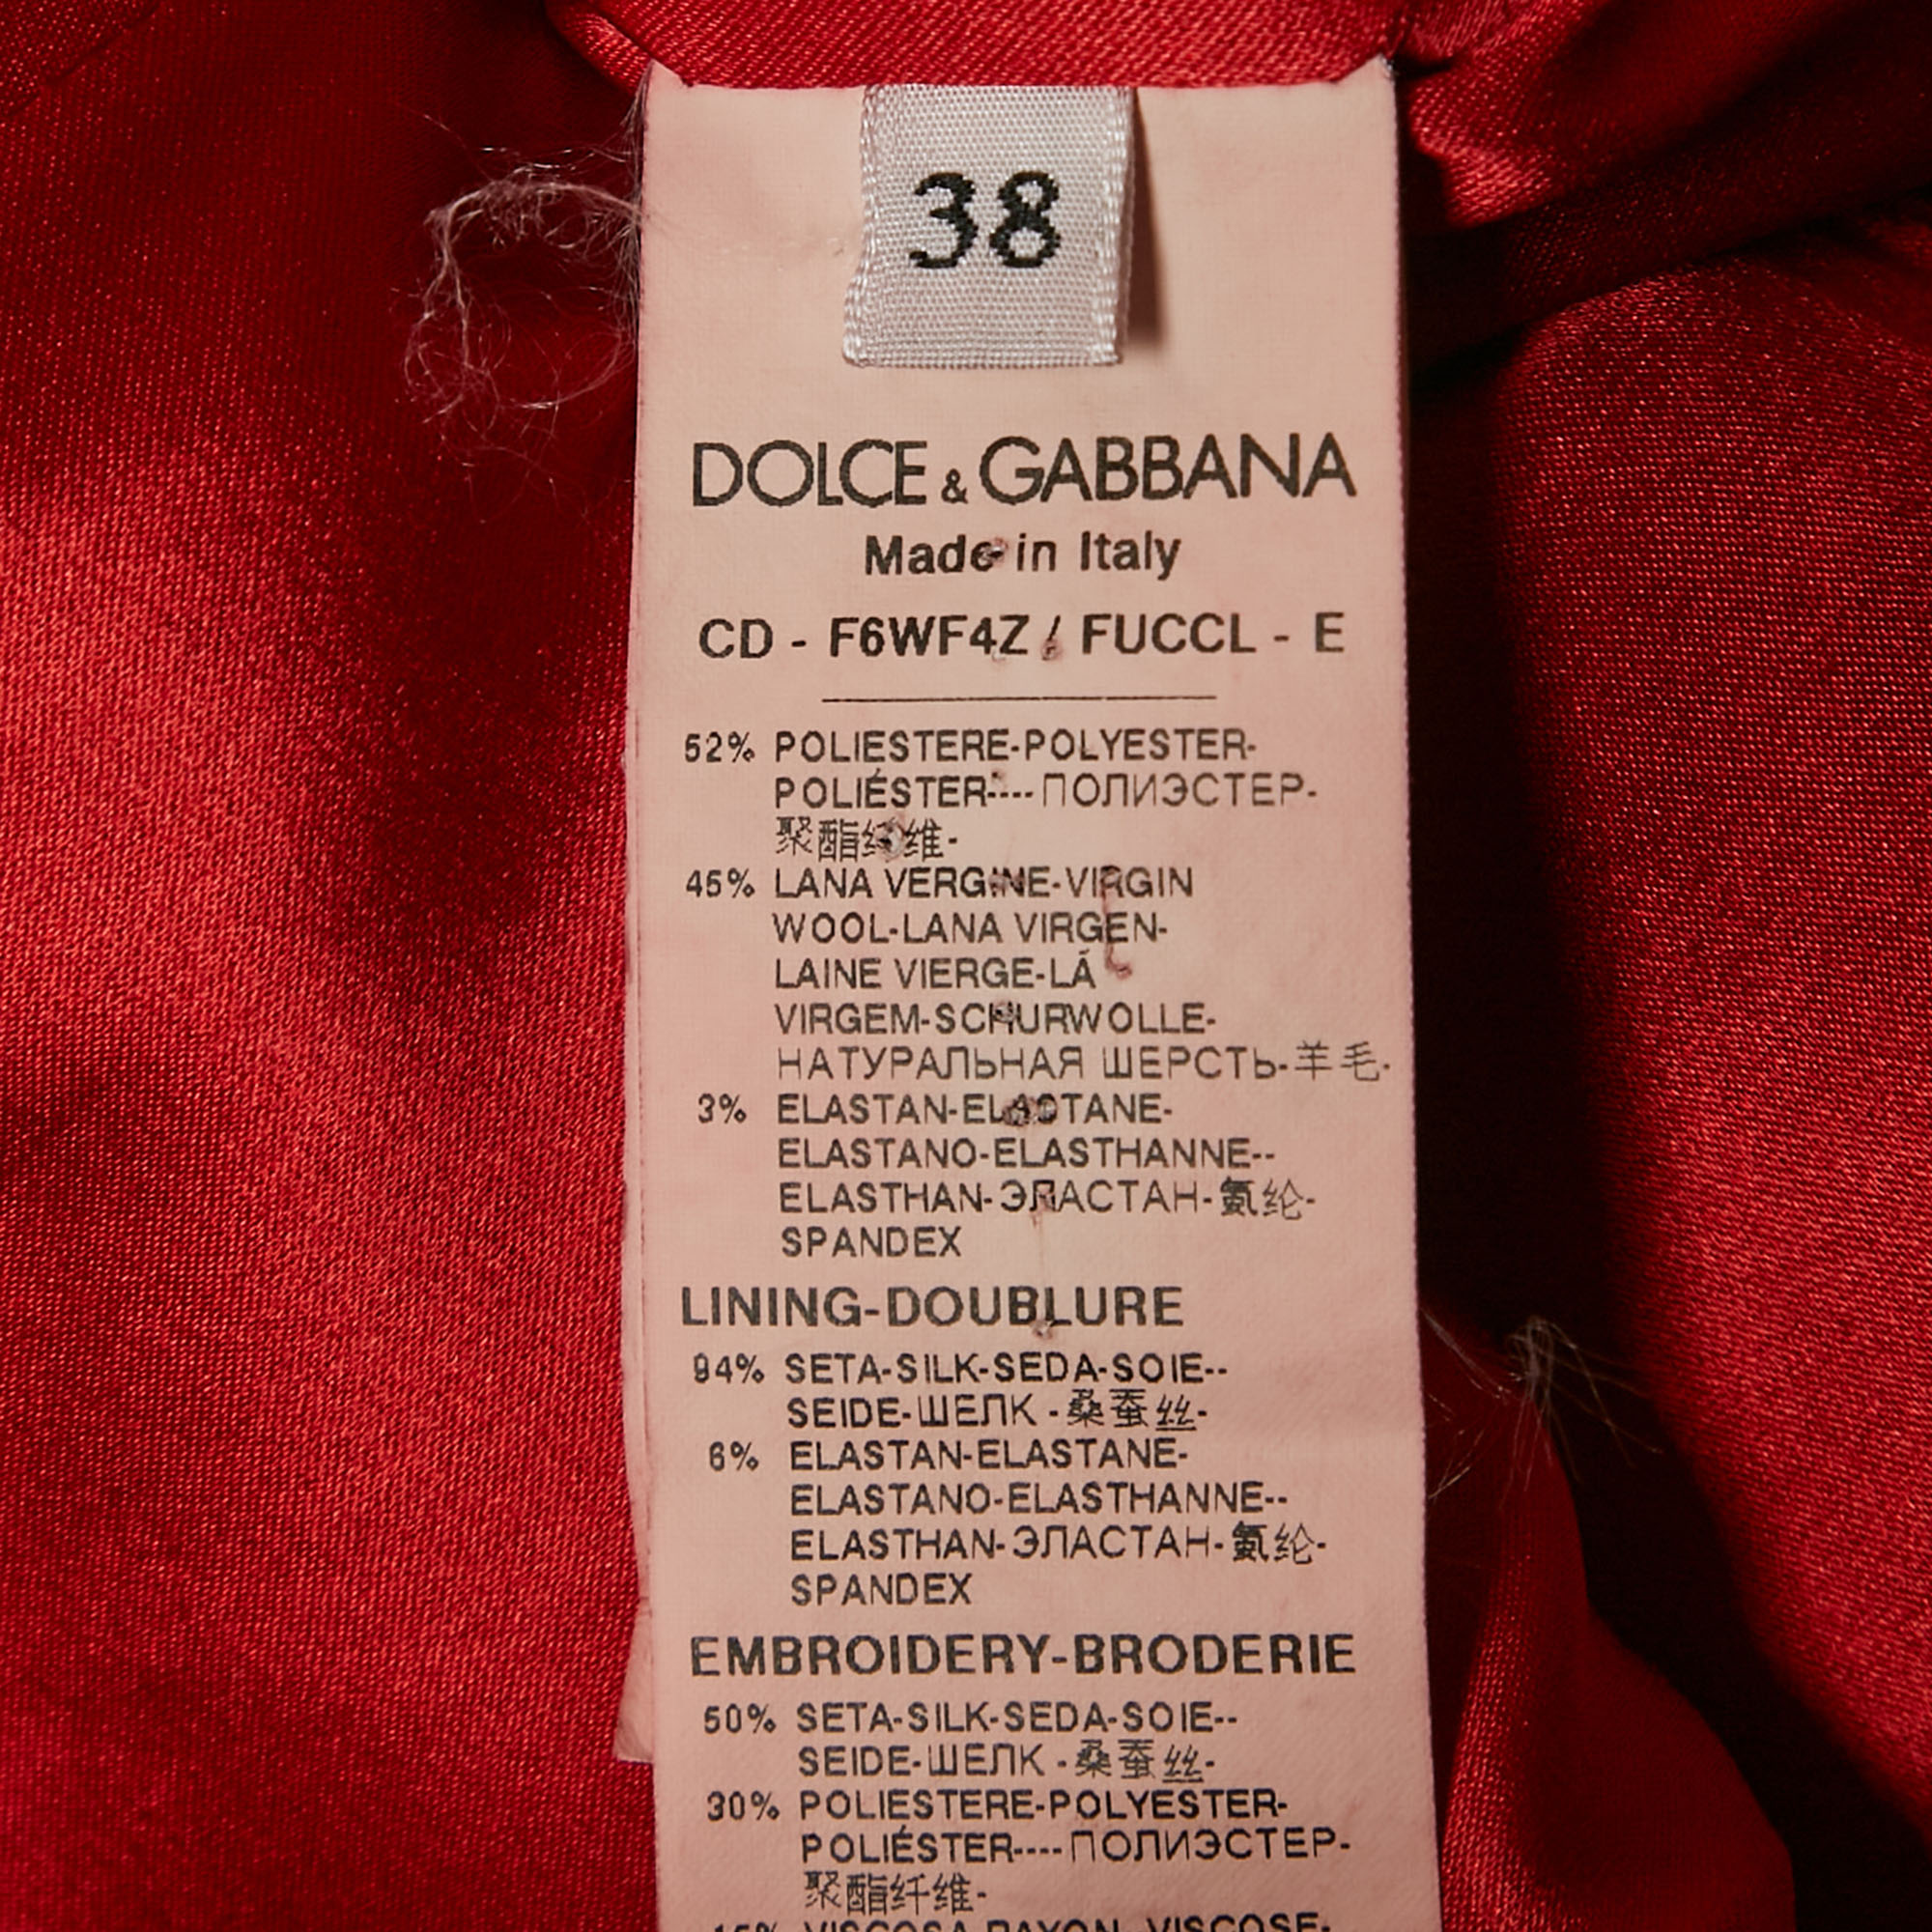 38
DOLCE & GABBANA
Made in Italy
CD - F6WF4Z / FUCCL - E
52% POLIESTERE-POLYESTER-
POLIÉSTER----ПОЛИЭСТЕР-
聚酯纤维-
45% LANA VERGINE-VIRGIN
WOOL-LANA VIRGEN-
LAINE VIERGE-LÃ
VIRGEM-SCHURWOLLE-
НАТУРАЛЬНАЯ ШЕРСТЬ-羊毛-
3% ELASTAN-ELASTANE-
ELASTANO-ELASTHANNE--
ELASTHAN-ЭЛАСТАН-氨纶-
SPANDEX
LINING-DOUBLURE
94% SETA-SILK-SEDA-SOIE--
SEIDE-ШЕЛК -桑蚕丝-
6% ELASTAN-ELASTANE-
ELASTANO-ELASTHANNE--
ELASTHAN-ЭЛАСТАН-氨纶-
SPANDEX
EMBROIDERY-BRODERIE
50% SETA-SILK-SEDA-SOIE--
SEIDE-ШЕЛК -桑蚕丝-
30% POLIESTERE-POLYESTER-
POLIÉSTER----ПОЛИЭСТЕР-
聚酯纤维-
15% VISCOSA-RAYON, VISCOSE-